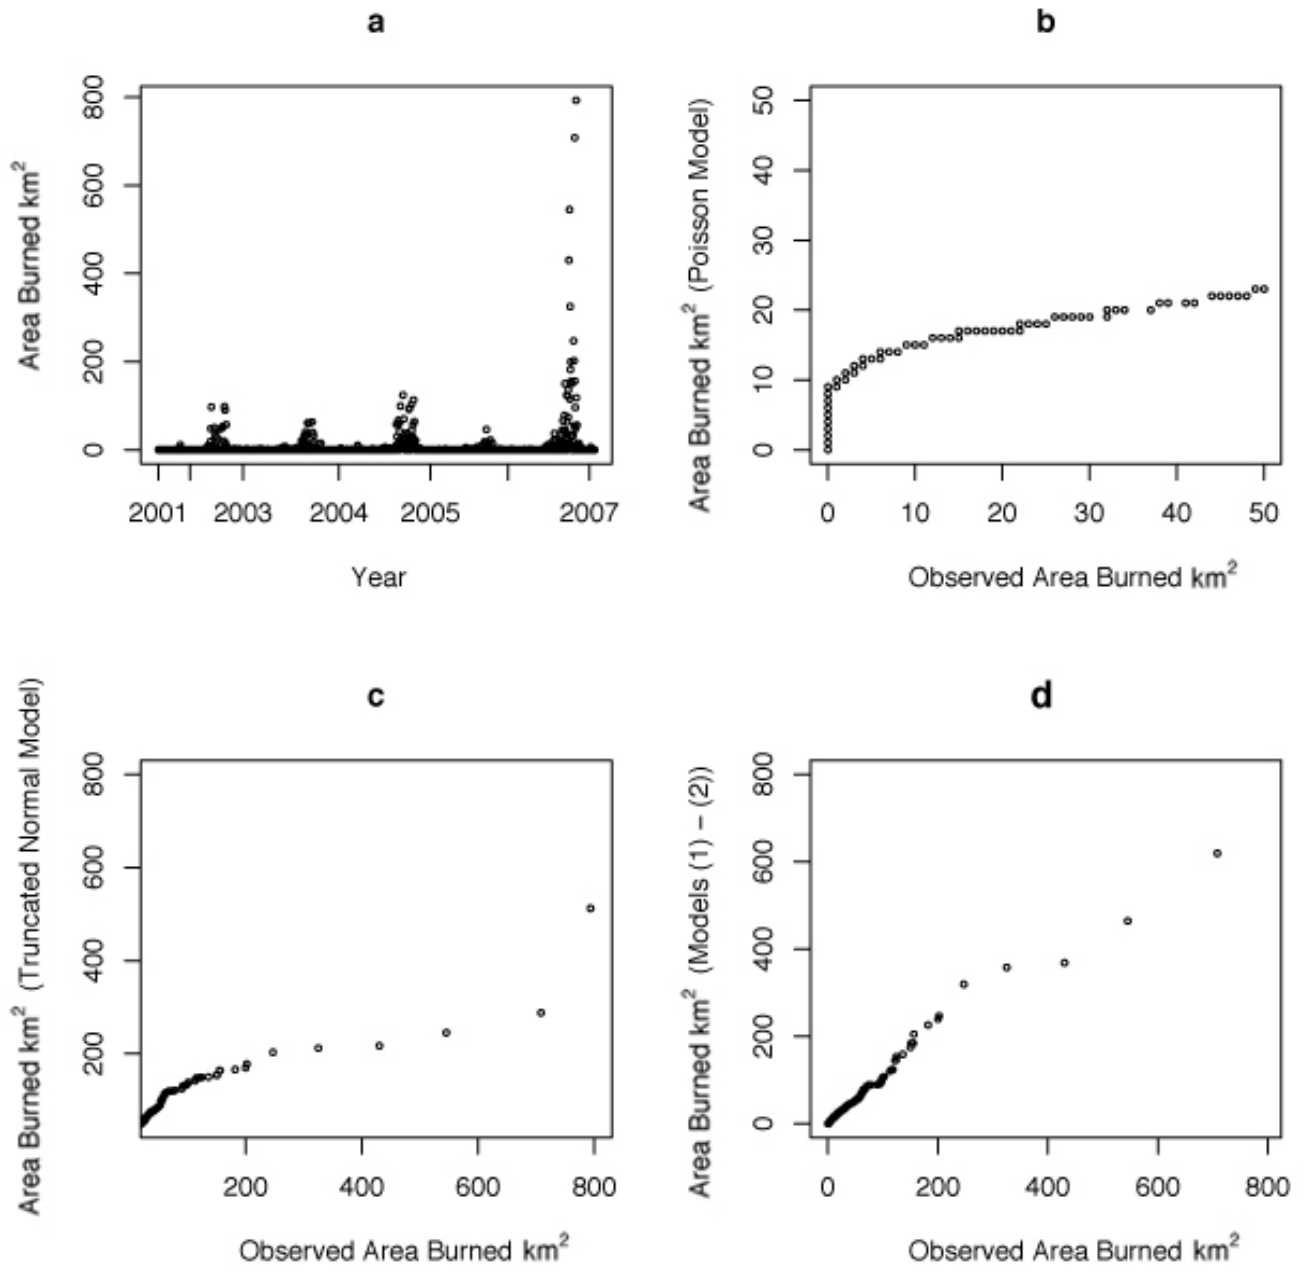 a
Area Burned km²
800
600
400
200
0
2001 2003 2004 2005 2007
Year
b
Area Burned km² (Poisson Model)
50
40
30
20
10
0
0 10 20 30 40 50
Observed Area Burned km²
c
Area Burned km² (Truncated Normal Model)
800
600
400
200
200 400 600 800
Observed Area Burned km²
d
Area Burned km² (Models (1) − (2))
800
600
400
200
0
0 200 400 600 800
Observed Area Burned km²